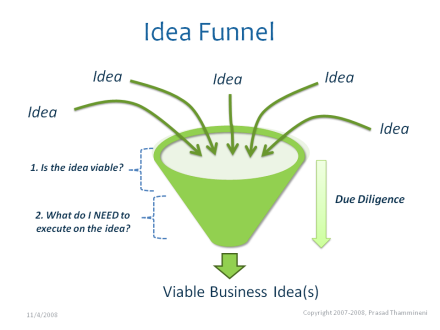 Idea Funnel
Idea
Idea
Idea
Idea
Idea
1. Is the idea viable?
Due Diligence
2. What do I NEED to
execute on the idea?
Viable Business Idea(s)
11/8/2008
Copyright 2007-2008, Prasad Thammineni